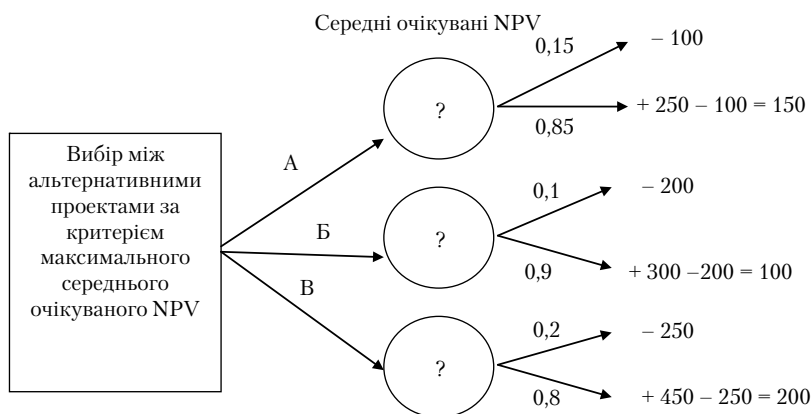 Середні очікувані NPV
0,15
– 100
?
0,85
+ 250 – 100 = 150
Вибір між
альтернативними
проектами за
критерієм
максимального
середнього
очікуваного NPV
А
Б
В
0,1
– 200
?
0,9
+ 300 –200 = 100
0,2
– 250
?
0,8
+ 450 – 250 = 200